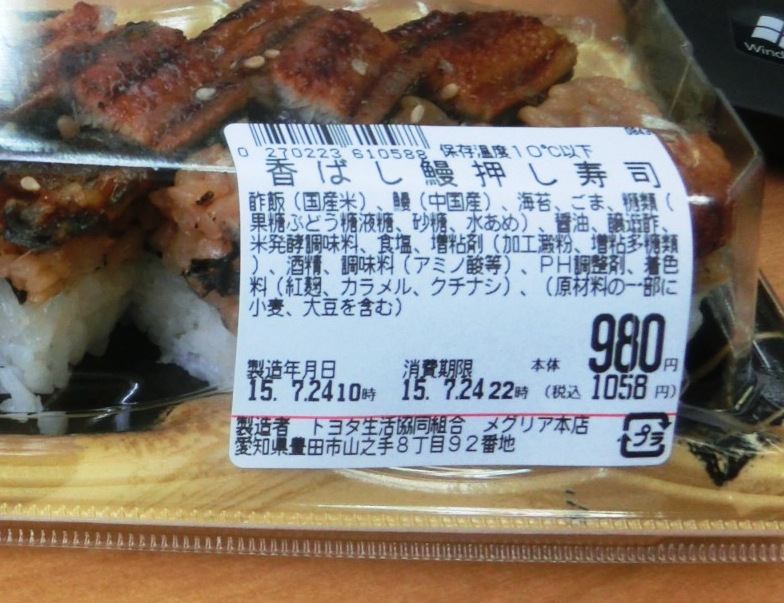 Wind
0849
0 270223 610588 保存温度10℃以下
香ばし鰻押し寿司
酢飯(国産米)、鰻(中国産)、海苔、ごま、糖類(
果糖ぶどう糖液糖、砂糖、水あめ)、醤油、醸造酢、
米発酵調味料、食塩、増粘剤(加工澱粉、増粘多糖類
)、酒精、調味料(アミノ酸等)、PH調整剤、着色
料(紅麹、カラメル、クチナシ)、(原材料の一部に
小麦、大豆を含む)
製造年月日 消費期限 本体 980円
15. 7.24 10時 15. 7.24 22時 (税込 1058 円)
製造者 トヨタ生活協同組合 メグリア本店
愛知県豊田市山之手8丁目92番地
プラ